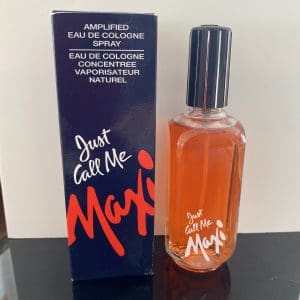 AMPLIFIED
EAU DE COLOGNE
SPRAY
EAU DE COLOGNE
CONCENTREE
VAPORISATEUR
NATUREL
Just
Call Me
Maxi
Just
Call Me
Maxi